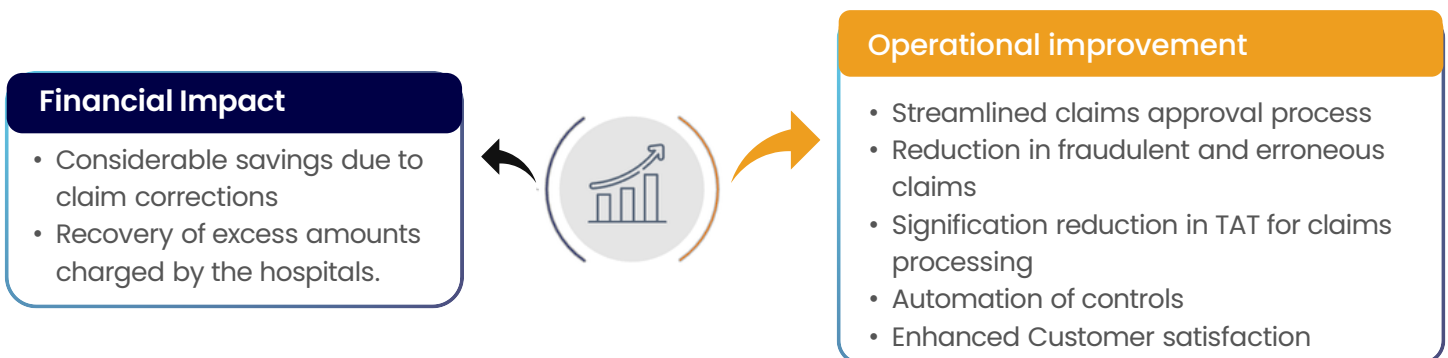 Financial Impact
• Considerable savings due to
claim corrections
• Recovery of excess amounts
charged by the hospitals.
Operational improvement
• Streamlined claims approval process
• Reduction in fraudulent and erroneous
claims
• Signification reduction in TAT for claims
processing
• Automation of controls
• Enhanced Customer satisfaction